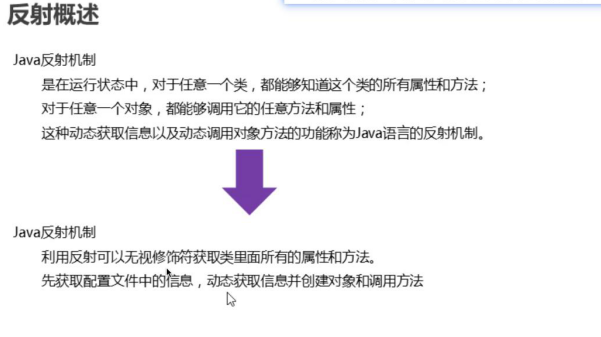 反射概述
Java反射机制
是在运行状态中，对于任意一个类，都能够知道这个类的所有属性和方法；
对于任意一个对象，都能够调用它的任意方法和属性；
这种动态获取信息以及动态调用对象方法的功能称为Java语言的反射机制。
Java反射机制
利用反射可以无视修饰符获取类里面所有的属性和方法。
先获取配置文件中的信息，动态获取信息并创建对象和调用方法